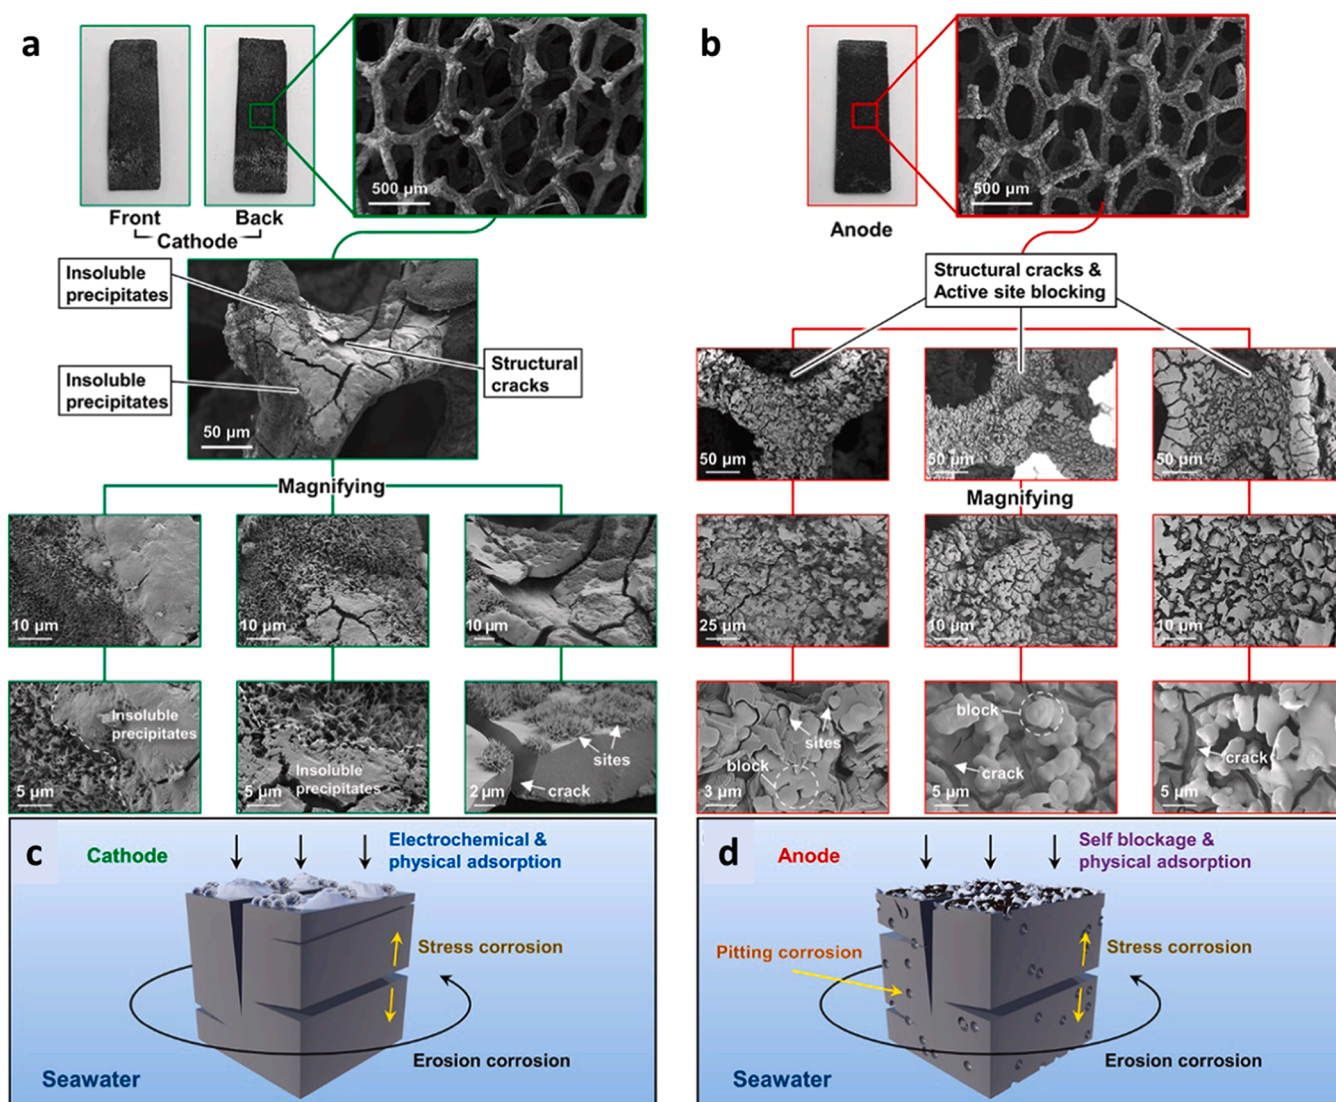 a
Front
Back
Cathode
500 µm
Insoluble
precipitates
Insoluble
precipitates
Structural
cracks
50 µm
Magnifying
10 µm
10 µm
10 µm
Insoluble
precipitates
5 µm
Insoluble
precipitates
5 µm
sites
crack
2 µm
b
Anode
500 µm
Structural cracks &
Active site blocking
50 µm
50 µm
50 µm
Magnifying
25 µm
10 µm
10 µm
sites
block
3 µm
block
crack
5 µm
crack
5 µm
c
Cathode
Electrochemical &
physical adsorption
Stress corrosion
Erosion corrosion
Seawater
d
Anode
Self blockage &
physical adsorption
Pitting corrosion
Stress corrosion
Erosion corrosion
Seawater